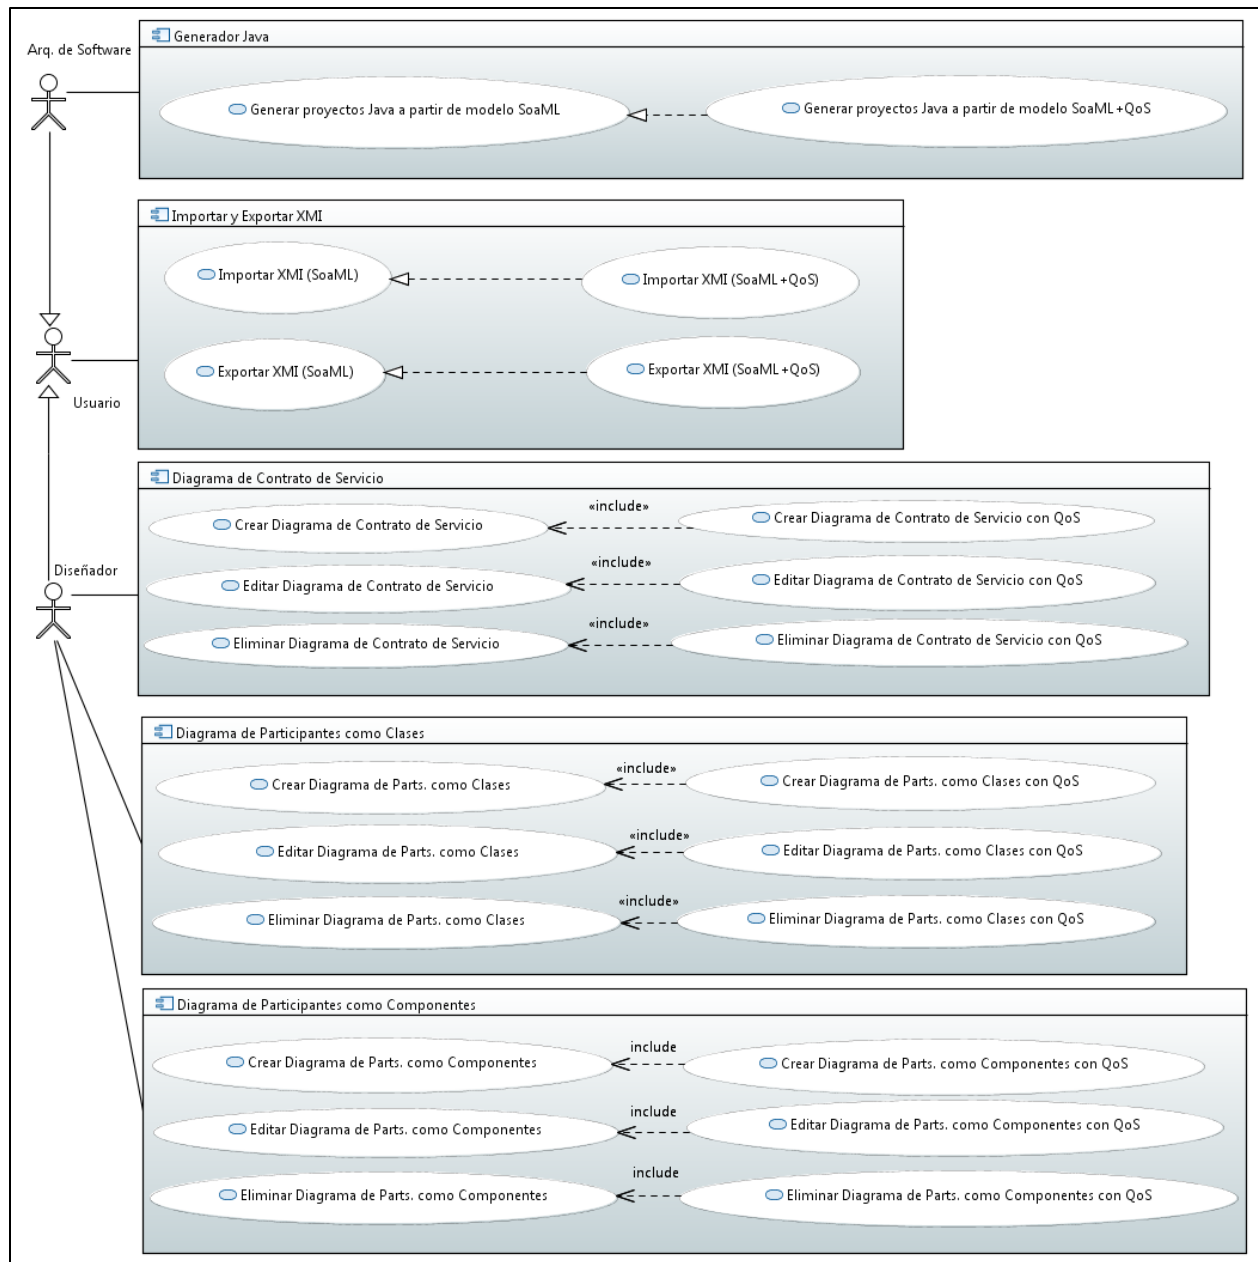 Arq. de Software
Generador Java
Generar proyectos Java a partir de modelo SoaML
Generar proyectos Java a partir de modelo SoaML+QoS
Importar y Exportar XMI
Importar XMI (SoaML)
Importar XMI (SoaML+QoS)
Exportar XMI (SoaML)
Exportar XMI (SoaML+QoS)
Usuario
Diagrama de Contrato de Servicio
«include»
Crear Diagrama de Contrato de Servicio
Crear Diagrama de Contrato de Servicio con QoS
«include»
Editar Diagrama de Contrato de Servicio
Editar Diagrama de Contrato de Servicio con QoS
Diseñador
«include»
Eliminar Diagrama de Contrato de Servicio
Eliminar Diagrama de Contrato de Servicio con QoS
Diagrama de Participantes como Clases
«include»
Crear Diagrama de Parts. como Clases
Crear Diagrama de Parts. como Clases con QoS
«include»
Editar Diagrama de Parts. como Clases
Editar Diagrama de Parts. como Clases con QoS
«include»
Eliminar Diagrama de Parts. como Clases
Eliminar Diagrama de Parts. como Clases con QoS
Diagrama de Participantes como Componentes
include
Crear Diagrama de Parts. como Componentes
Crear Diagrama de Parts. como Componentes con QoS
include
Editar Diagrama de Parts. como Componentes
Editar Diagrama de Parts. como Componentes con QoS
include
Eliminar Diagrama de Parts. como Componentes
Eliminar Diagrama de Parts. como Componentes con QoS